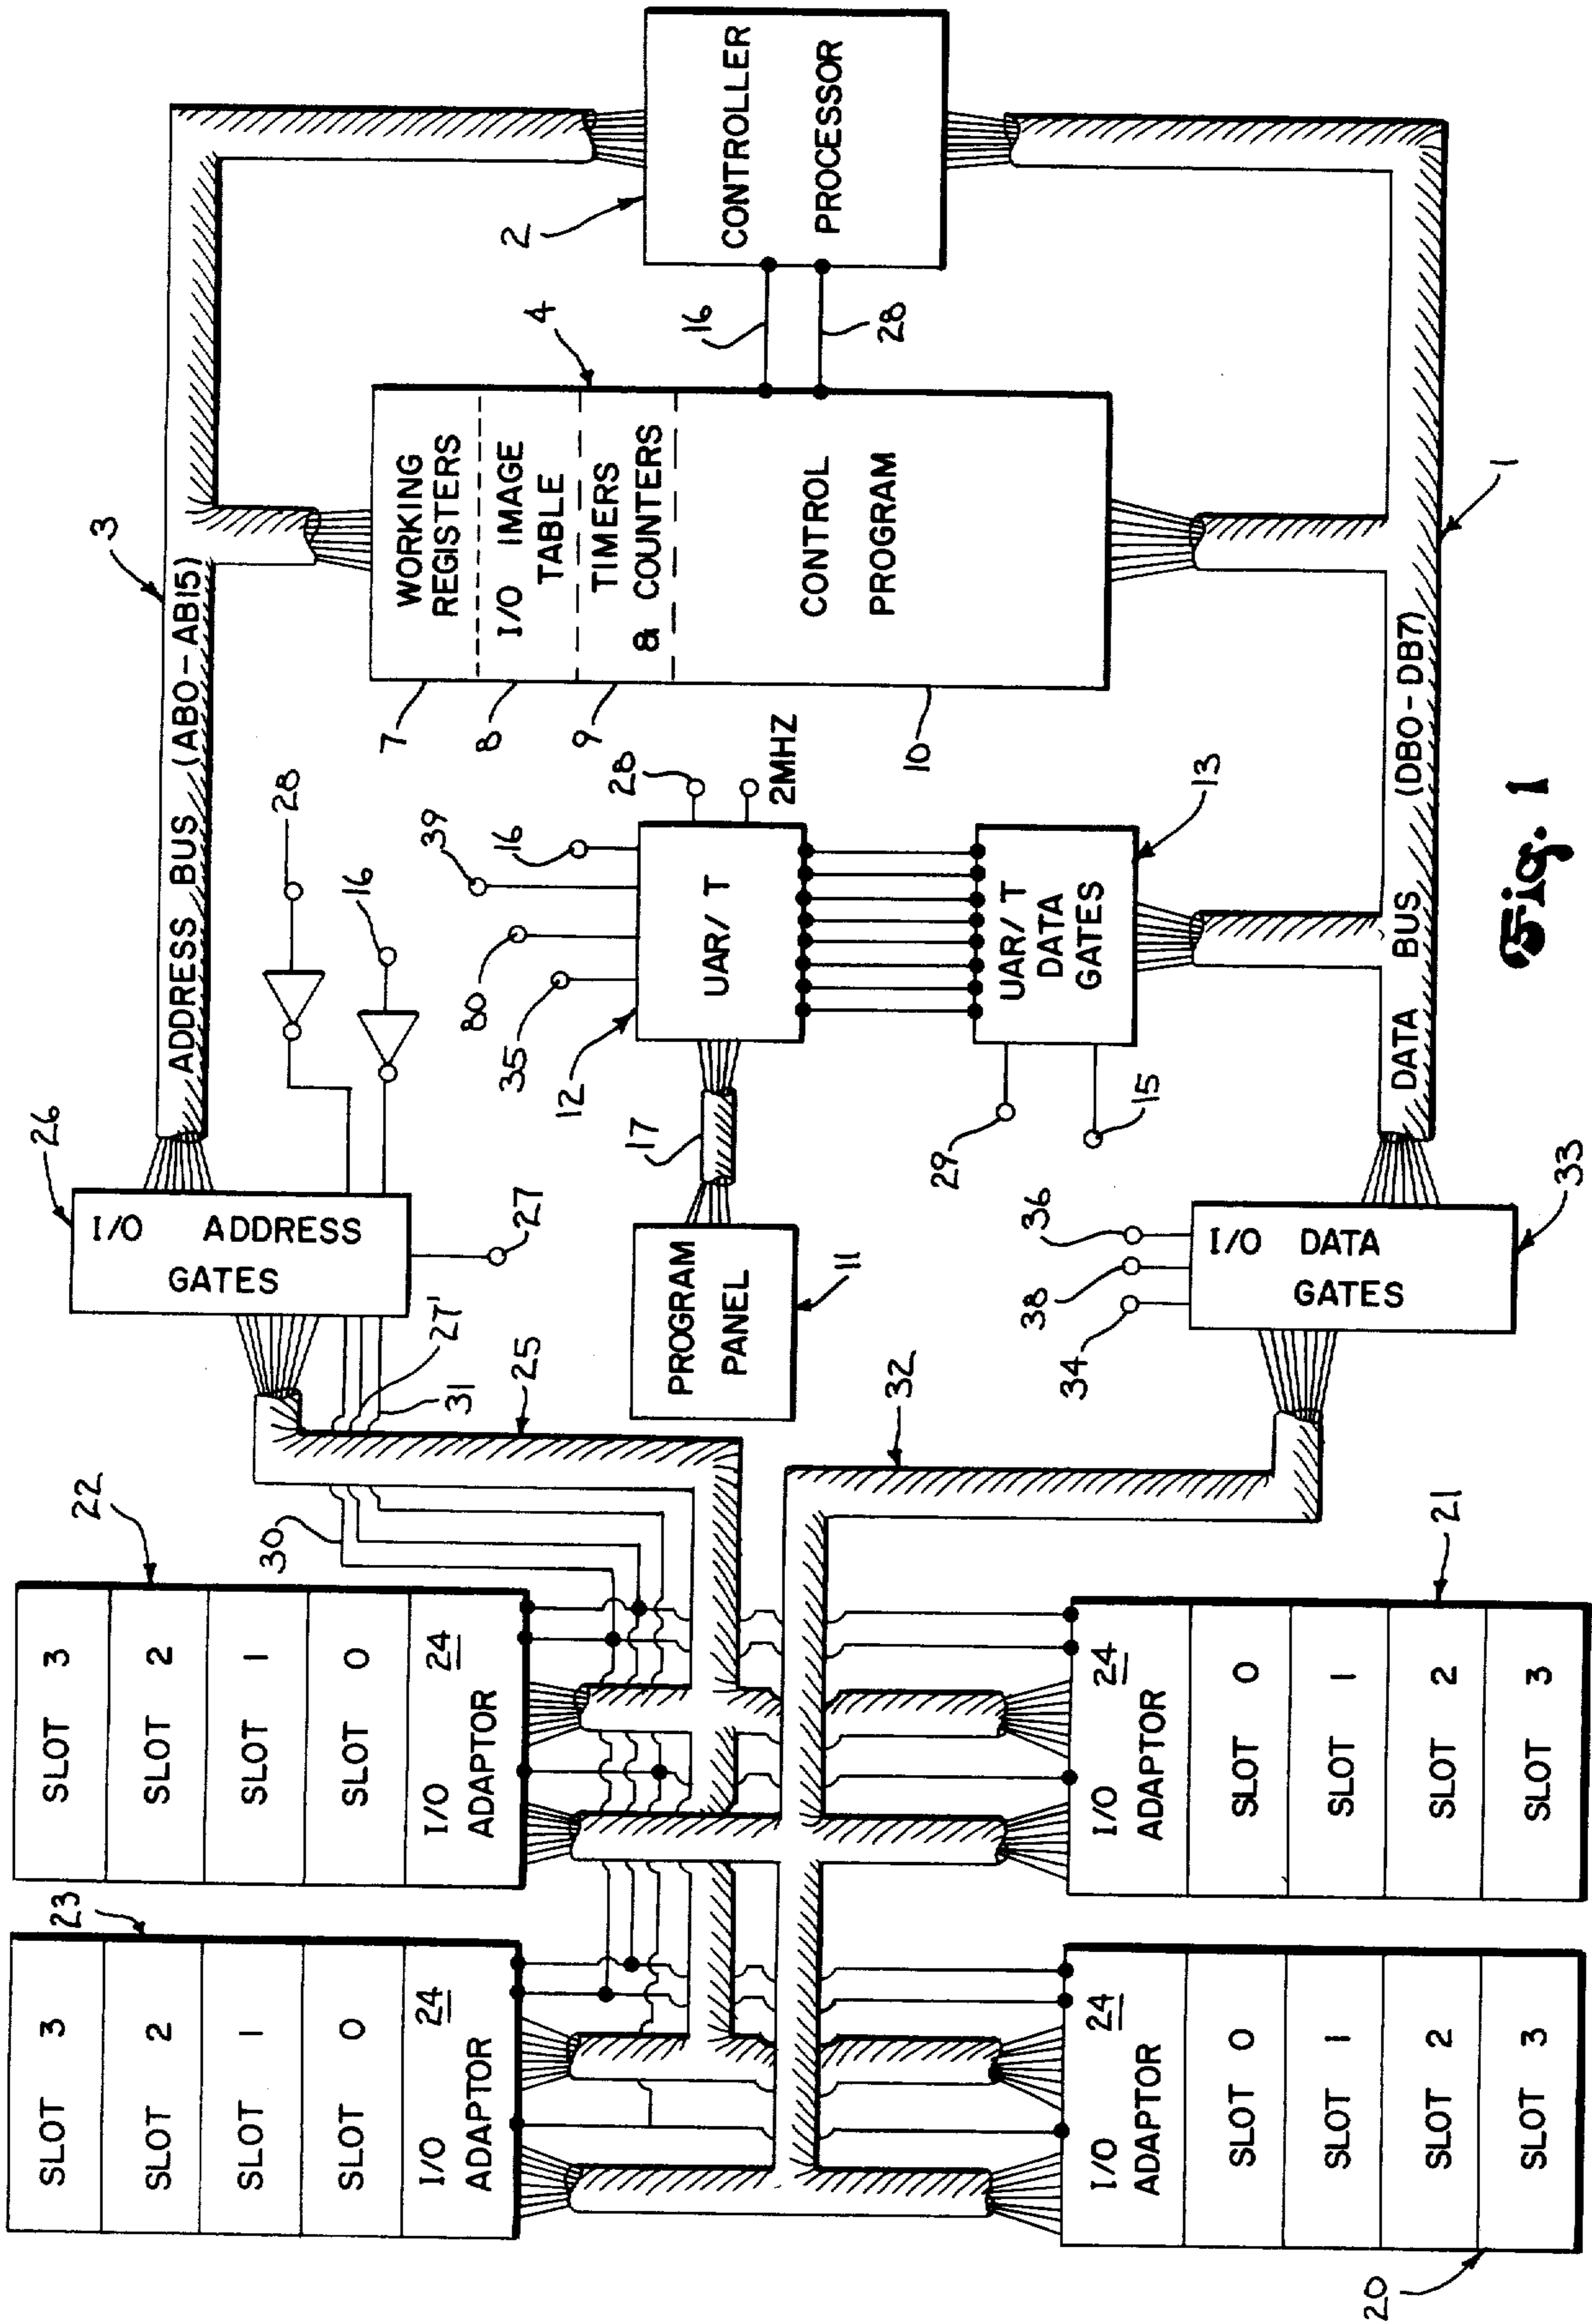 23
SLOT 3
SLOT 2
SLOT 1
SLOT 0
I/O 24
ADAPTOR
22
SLOT 3
SLOT 2
SLOT 1
SLOT 0
I/O 24
ADAPTOR
30
31
27'
25
26
I/O ADDRESS
GATES
27
28
16
ADDRESS BUS (AB0-AB15)
3
PROGRAM
PANEL
11
17
12
UAR/T
35
80
39
16
28
2MHZ
UAR/T
DATA
GATES
13
29
15
WORKING
REGISTERS
I/O IMAGE
TABLE
TIMERS
& COUNTERS
CONTROL
PROGRAM
7
8
9
10
4
16
28
2
CONTROLLER
PROCESSOR
32
34
38
36
I/O DATA
GATES
33
DATA BUS (DB0-DB7)
1
20
I/O 24
ADAPTOR
SLOT 0
SLOT 1
SLOT 2
SLOT 3
21
I/O 24
ADAPTOR
SLOT 0
SLOT 1
SLOT 2
SLOT 3
Fig. 1